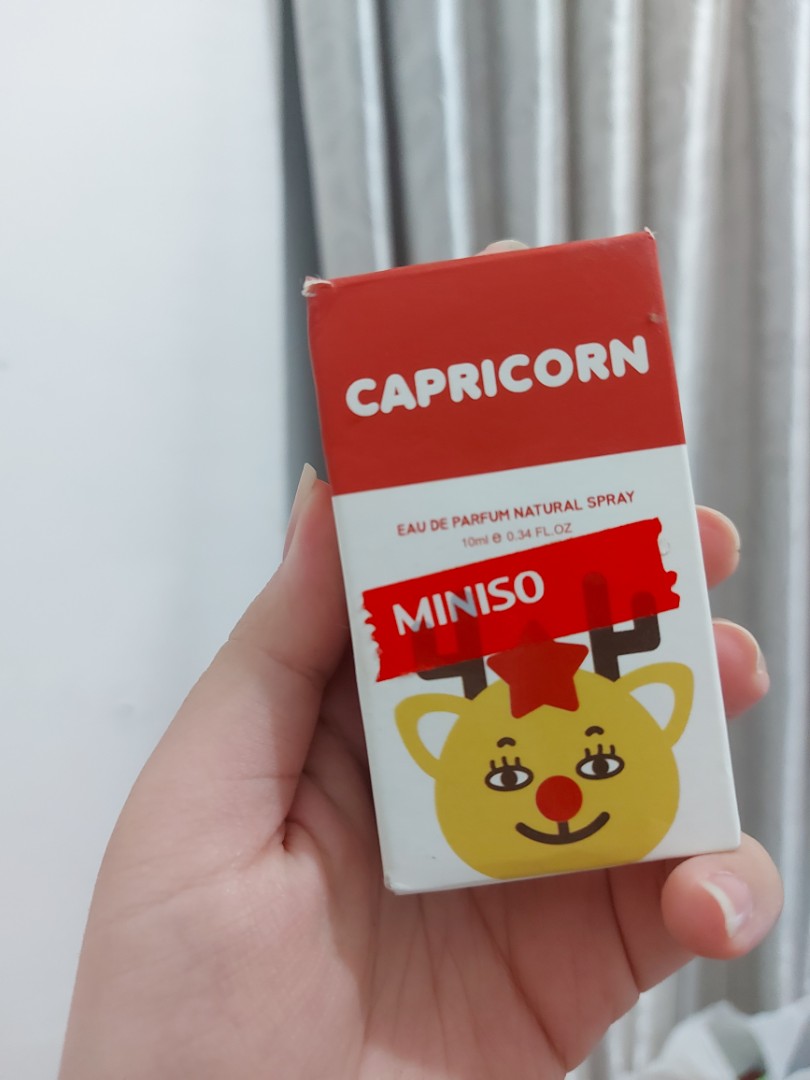 CAPRICORN
EAU DE PARFUM NATURAL SPRAY
10ml ℮ 0.34 FL.OZ
MINISO